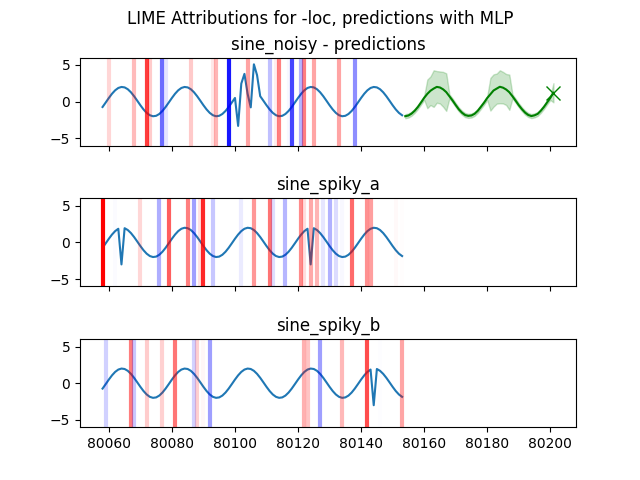 LIME Attributions for -loc, predictions with MLP
sine_noisy - predictions
5
0
−5
sine_spiky_a
5
0
−5
sine_spiky_b
5
0
−5
80060 80080 80100 80120 80140 80160 80180 80200